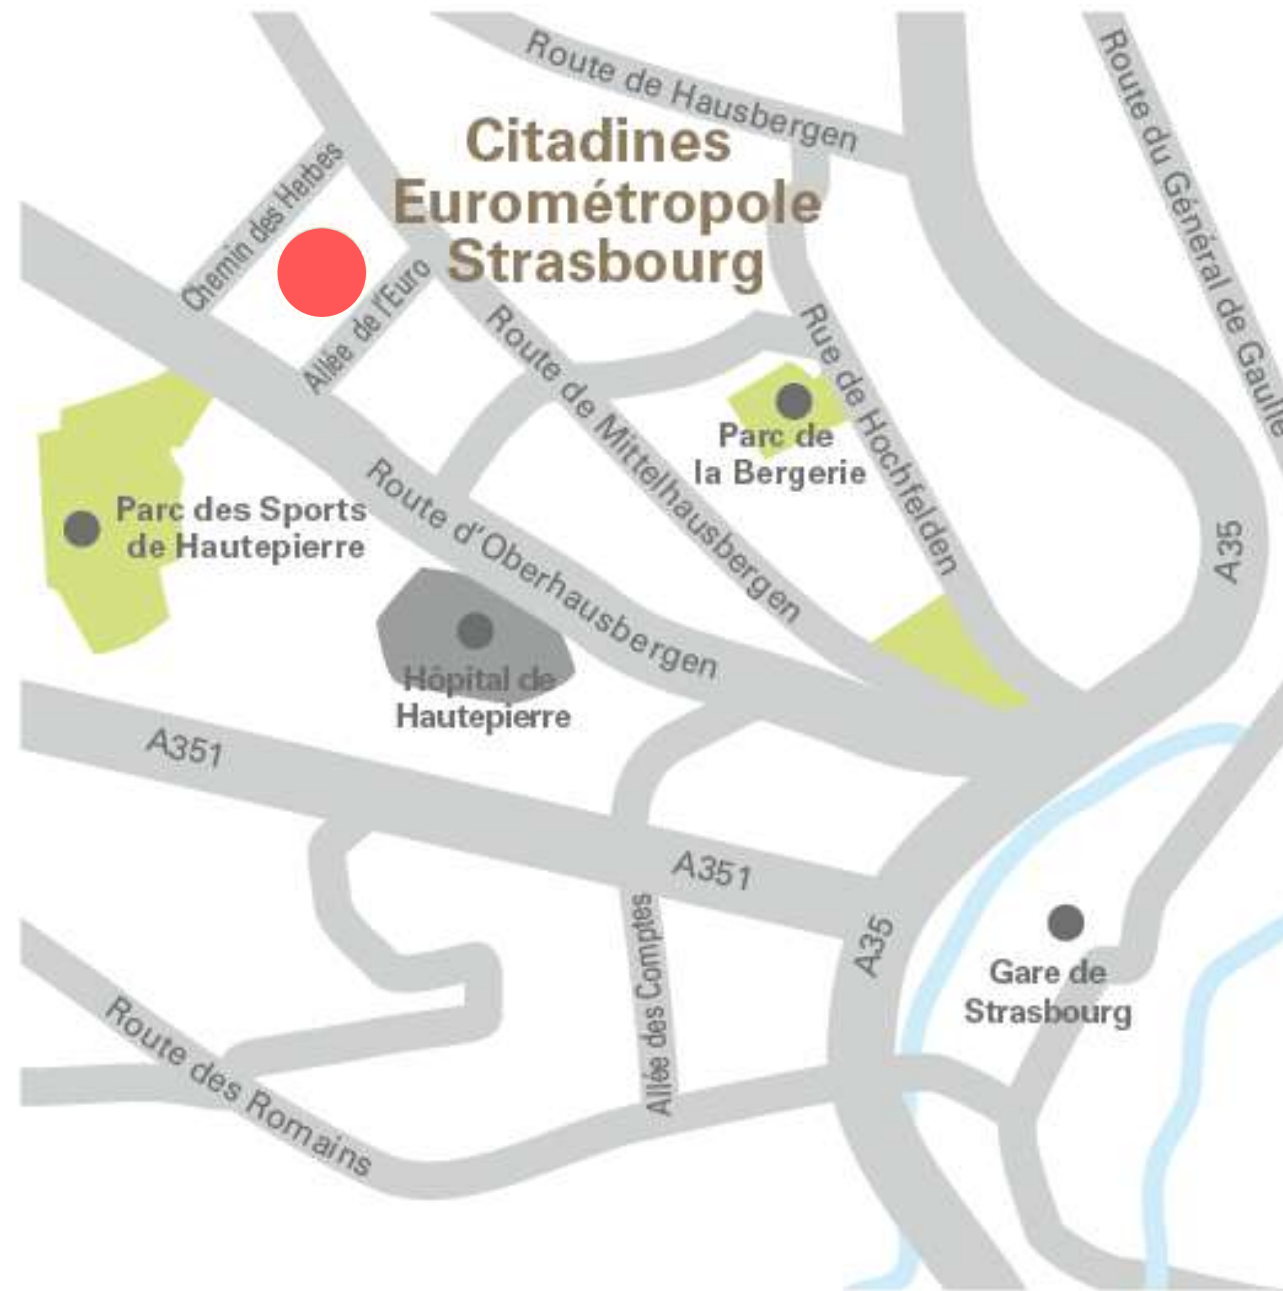 Route de Hausbergen
Route du Général de Gaulle
Citadines
Eurométropole
Strasbourg
Chemin des Herbes
Allée de l'Euro
Route de Mittelhausbergen
Rue de Hochfelden
Parc de
la Bergerie
Route d'Oberhausbergen
Parc des Sports
de Hautepierre
A35
Hôpital de
Hautepierre
A351
A351
Allée des Comptes
A35
Gare de
Strasbourg
Route des Romains